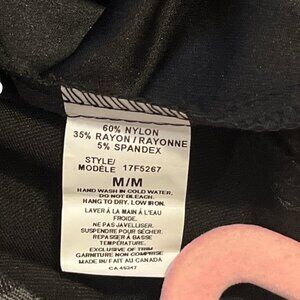 60% NYLON
35% RAYON / RAYONNE
5% SPANDEX
STYLE/
MODÈLE 17F5267
M/M
HAND WASH IN COLD WATER,
DO NOT BLEACH.
HANG TO DRY. LOW IRON.
LAVER À LA MAIN À L'EAU
FROIDE.
NE PAS JAVELLISER.
SUSPENDRE POUR SÉCHER
REPASSER À BASSE
TEMPÉRATURE.
EXCLUSIVE OF TRIM
GARNITURE NON COMPRISE
MADE IN / FAIT AU CANADA
CA 45247